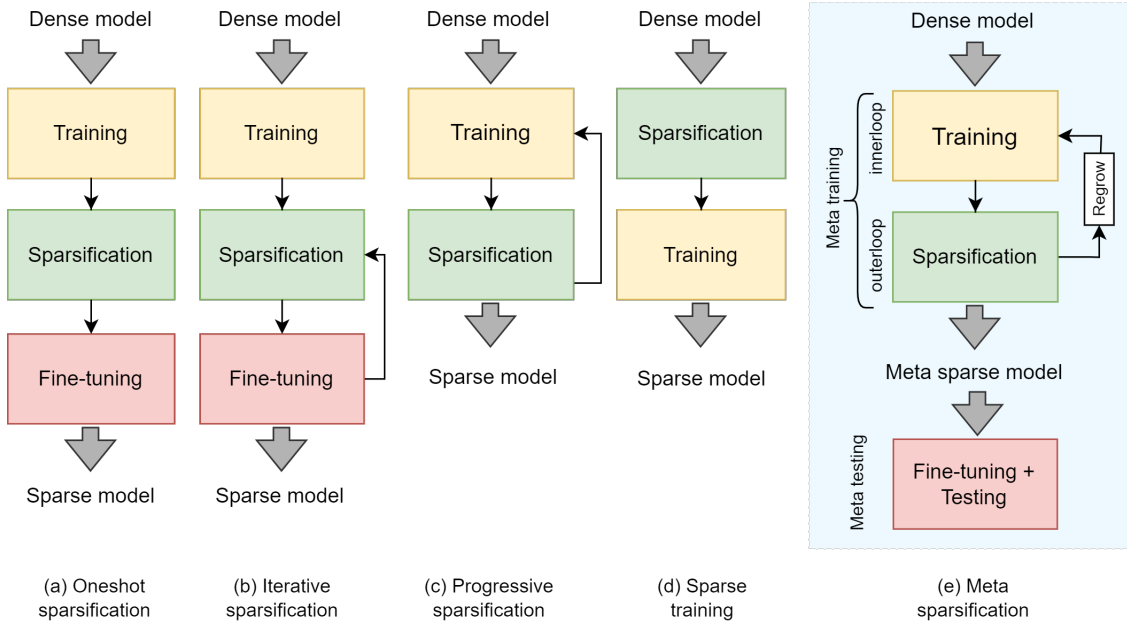 Dense model
Training
Sparsification
Fine-tuning
Sparse model
(a) Oneshot
sparsification
Dense model
Training
Sparsification
Fine-tuning
Sparse model
(b) Iterative
sparsification
Dense model
Training
Sparsification
Sparse model
(c) Progressive
sparsification
Dense model
Sparsification
Training
Sparse model
(d) Sparse
training
Dense model
Meta training
innerloop
Training
Regrow
outerloop
Sparsification
Meta sparse model
Meta testing
Fine-tuning +
Testing
(e) Meta
sparsification